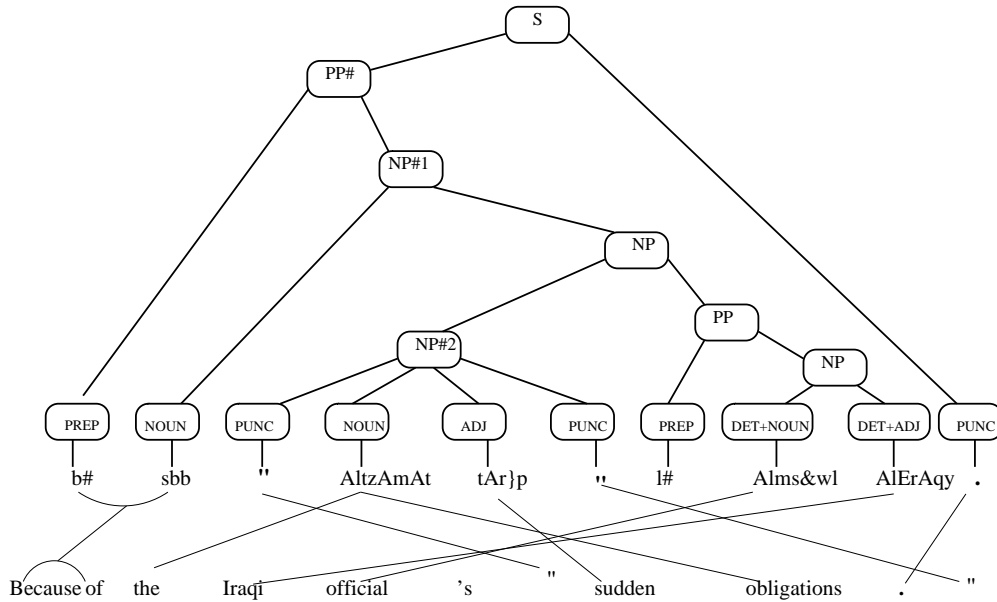 S
PP#
NP#1
NP
PP
NP#2
NP
PREP NOUN PUNC NOUN ADJ PUNC PREP DET+NOUN DET+ADJ PUNC
b# sbb " AltzAmAt tAr}p " l# Alms&wl AlErAqy .
Because of the Iraqi official 's " sudden obligations . "